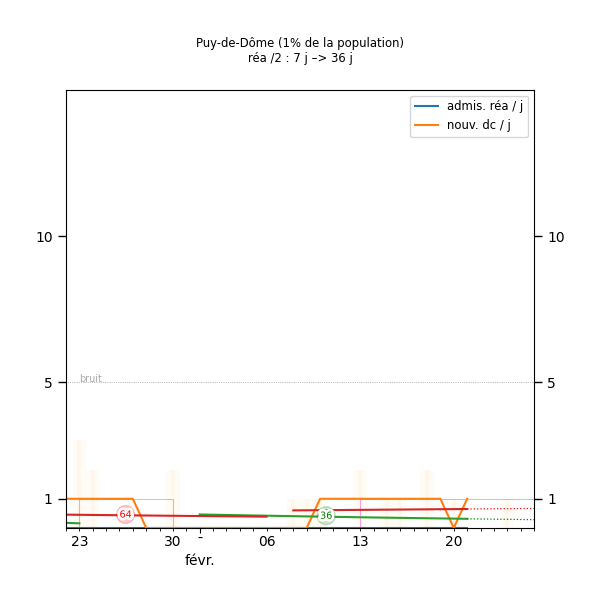 Puy-de-Dôme (1% de la population)
réa /2 : 7 j –> 36 j
admis. réa / j
nouv. dc / j
10
10
bruit
5
5
1
1
64
36
23
30
-
06
13
20
févr.